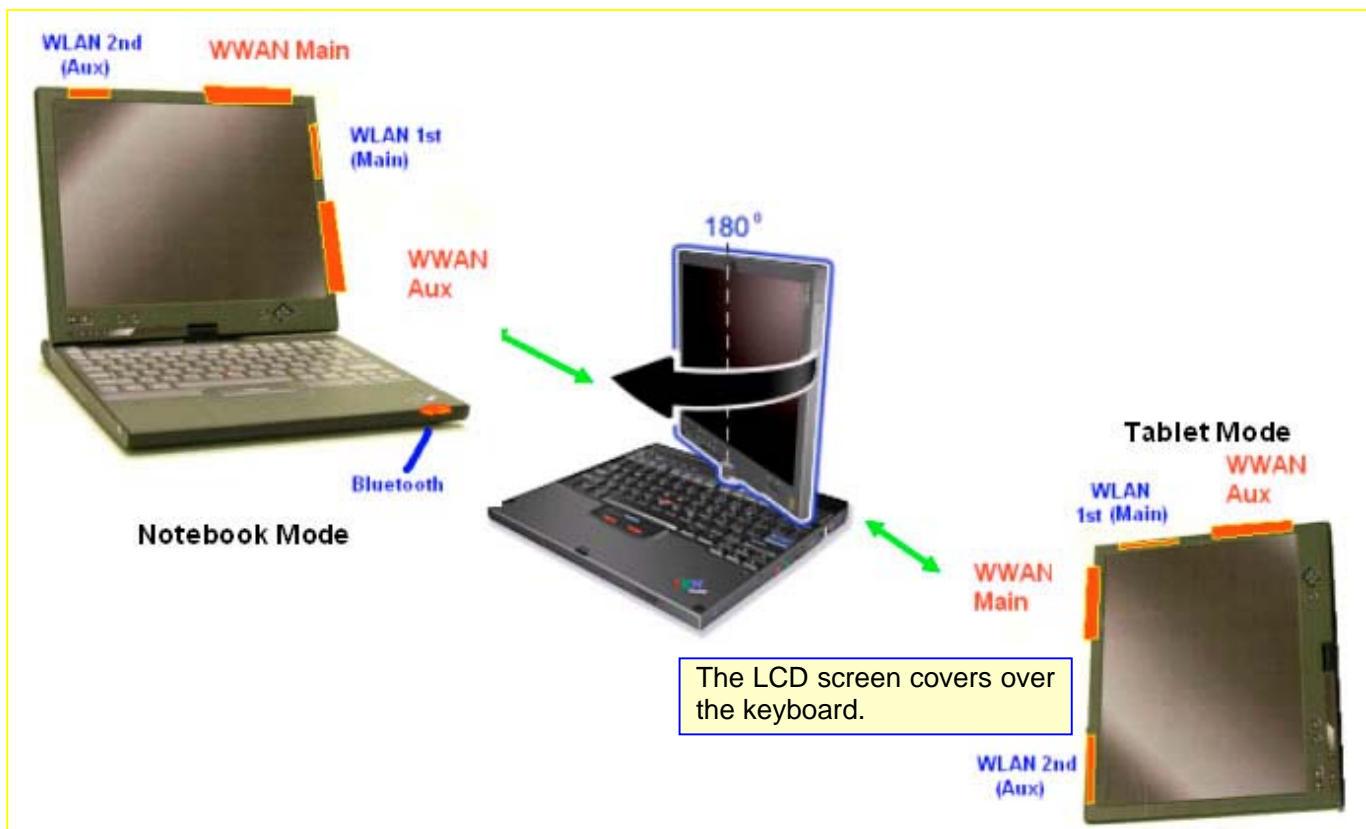 WLAN 2nd
(Aux)
WWAN Main
WLAN 1st
(Main)
WWAN
Aux
Bluetooth
Notebook Mode
180°
Tablet Mode
WWAN
Aux
WLAN
1st (Main)
WWAN
Main
The LCD screen covers over
the keyboard.
WLAN 2nd
(Aux)